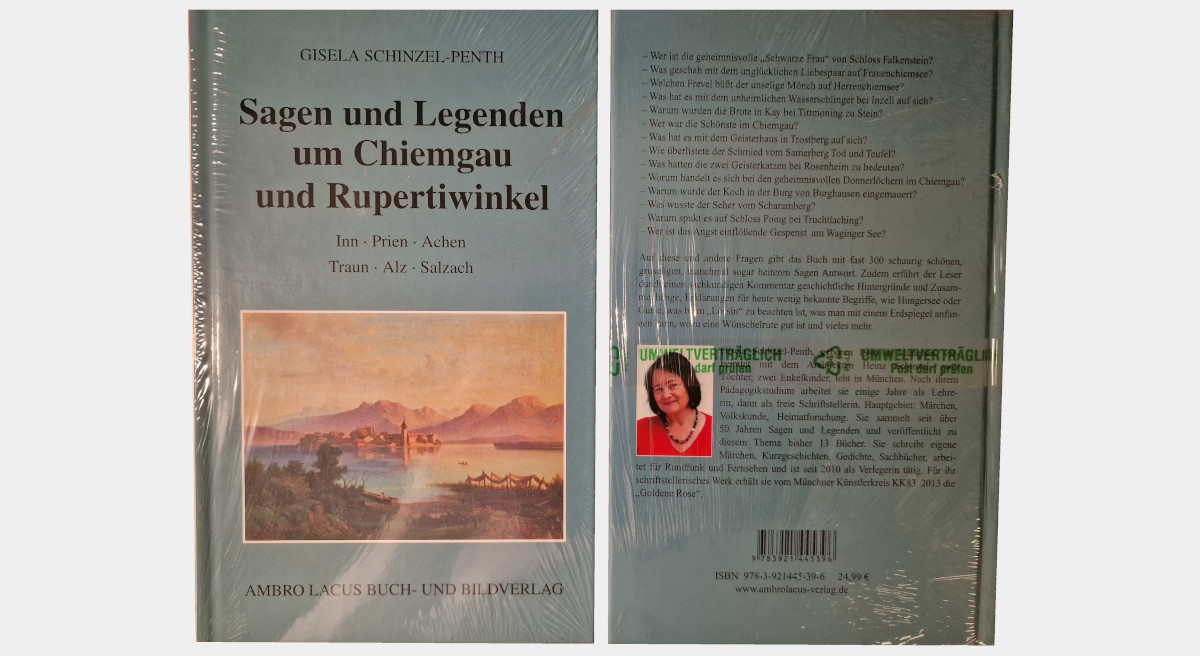 GISELA SCHINZEL-PENTH
Sagen und Legenden
um Chiemgau
und Rupertiwinkel
Inn · Prien · Achen
Traun · Alz · Salzach
AMBRO LACUS BUCH- UND BILDVERLAG
– Wer ist die geheimnisvolle „Schwarze Frau“ von Schloss Falkenstein?
– Was geschah mit dem unglücklichen Liebespaar auf Frauenchiemsee?
– Welchen Frevel büßt der unselige Mönch auf Herrenchiemsee?
– Was hat es mit dem unheimlichen Wasserschlinger bei Inzell auf sich?
– Warum wurden die Brote in Kay bei Tittmoning zu Stein?
– Wer war die Schönste im Chiemgau?
– Was hat es mit dem Geisterhaus in Trostberg auf sich?
– Wie überlistete der Schmied vom Samerberg Tod und Teufel?
– Was hatten die zwei Geisterkatzen bei Rosenheim zu bedeuten?
– Worum handelt es sich bei den geheimnisvollen Donnerlöchern im Chiemgau?
– Warum wurde der Koch in der Burg von Burghausen eingemauert?
– Was wusste der Seher vom Scharamberg?
– Warum spukt es auf Schloss Poing bei Truchtlaching?
– Wer ist das Angst einflößende Gespenst am Waginger See?
Auf diese und andere Fragen gibt das Buch mit fast 300 schaurig schönen,
gruseligen, manchmal sogar heiteren Sagen Antwort. Zudem erfährt der Leser
durch einen sachkundigen Kommentar geschichtliche Hintergründe und Zusam-
menhänge, Erklärungen für heute wenig bekannte Begriffe, wie Hungersee oder
was beim zu beachten ist, was man mit einem Erdspiegel anfan-
gen kann, wozu eine Wünschelrute gut ist und vieles mehr.
UMWELTVERTRÄGLICH
darf prüfen
UMWELTVERTRÄGLICH
Post darf prüfen
Schinzel-Penth,
mit dem Heinz
Töchter, zwei Enkelkinder, lebt in München. Nach ihrem
Pädagogikstudium arbeitet sie einige Jahre als Lehre-
rin, dann als freie Schriftstellerin. Hauptgebiet: Märchen,
Volkskunde, Heimatforschung. Sie sammelt seit über
50 Jahren Sagen und Legenden und veröffentlicht zu
diesem Thema bisher 13 Bücher. Sie schreibt eigene
Märchen, Kurzgeschichten, Gedichte, Sachbücher, arbei-
tet für Rundfunk und Fernsehen und ist seit 2010 als Verlegerin tätig. Für ihr
schriftstellerisches Werk erhält sie vom Münchner Künstlerkreis KK83 2013 die
„Goldene Rose“.
9 783921 445396
ISBN 978-3-921445-39-6 24,99 €
www.ambrolacus-verlag.de